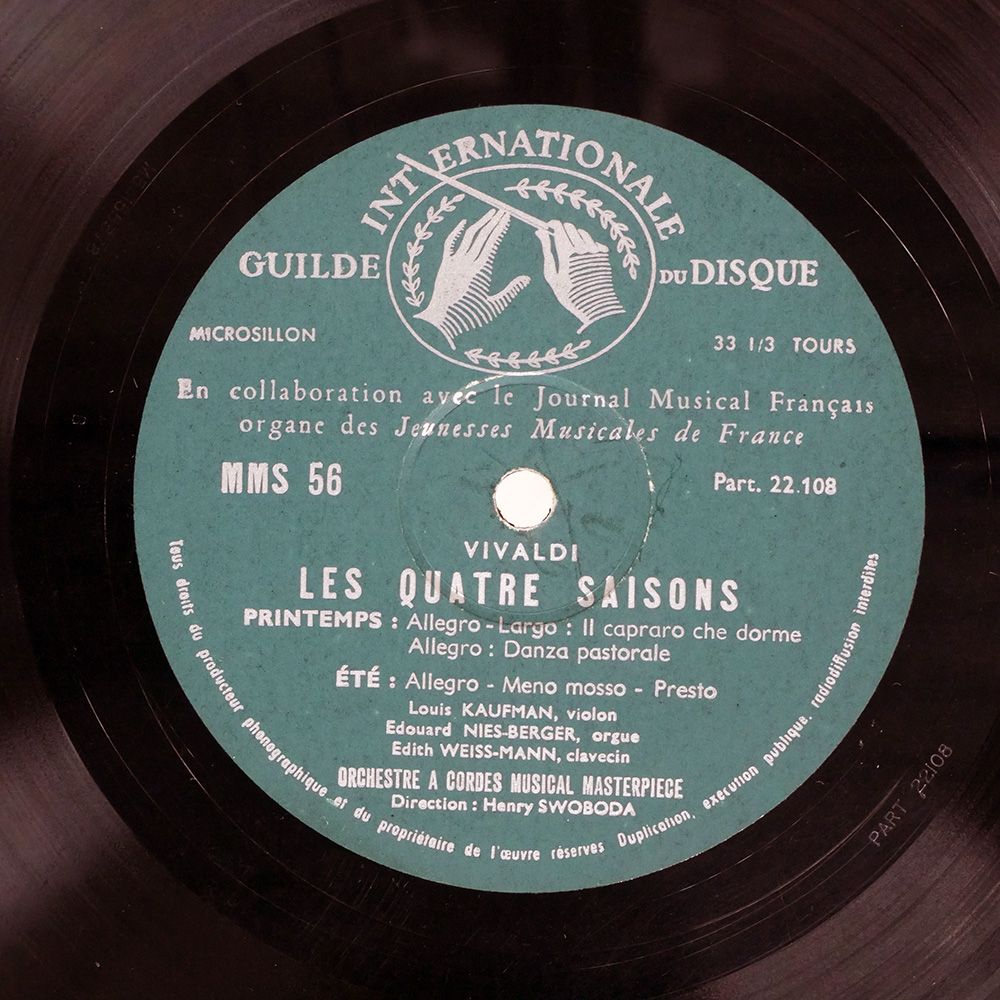 GUILDE INTERNATIONALE DU DISQUE
MICROSILLON
33 1/3 TOURS
En collaboration avec le Journal Musical Français
organe des Jeunesses Musicales de France
MMS 56
Part. 22.108
VIVALDI
LES QUATRE SAISONS
PRINTEMPS : Allegro - Largo : Il capraro che dorme
Allegro : Danza pastorale
ÉTÉ : Allegro - Meno mosso - Presto
Louis KAUFMAN, violon
Edouard NIES-BERGER, orgue
Edith WEISS-MANN, clavecin
ORCHESTRE A CORDES MUSICAL MASTERPIECE
Direction : Henry SWOBODA
Tous droits du producteur phonographique et du propriétaire de l'œuvre réserves Duplication, execution publique, radiodiffusion interdites
PART 22108